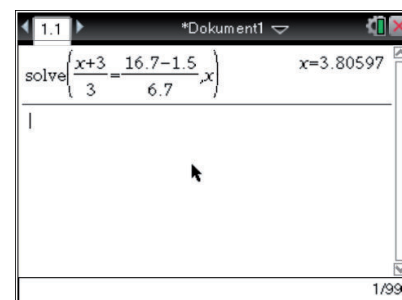 1.1 *Dokument1
solve((x+3)/3=(16.7−1.5)/6.7,x) x=3.80597
1/99